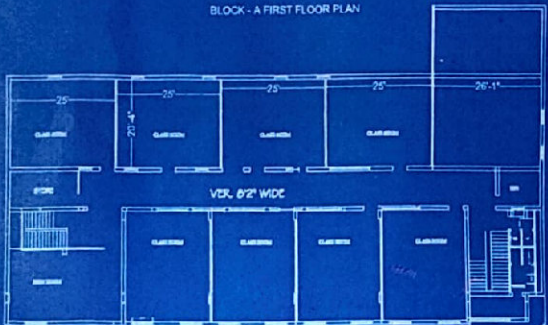 BLOCK - A FIRST FLOOR PLAN
25' 25' 25' 25' 26'-1"
20'-4"
CLASS ROOM CLASS ROOM CLASS ROOM CLASS ROOM
STORE
VER. 8'2" WIDE
CLASS ROOM CLASS ROOM CLASS ROOM CLASS ROOM